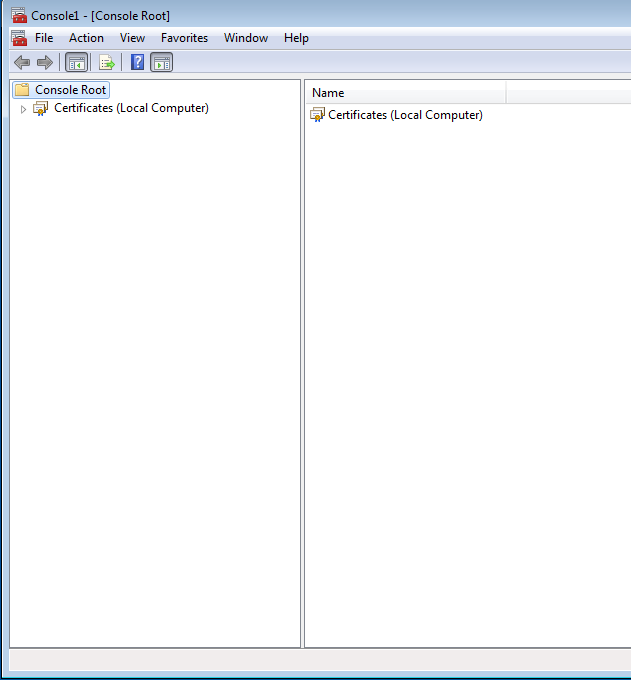 Console1 - [Console Root]
File Action View Favorites Window Help
Console Root
Certificates (Local Computer)
Name
Certificates (Local Computer)